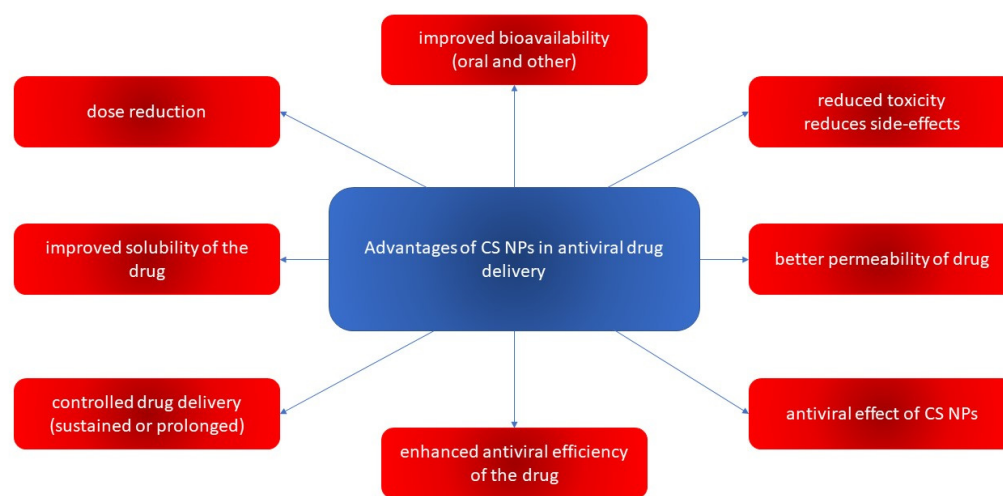 improved bioavailability
(oral and other)
dose reduction
reduced toxicity
reduces side-effects
Advantages of CS NPs in antiviral drug
delivery
improved solubility of the
drug
better permeability of drug
controlled drug delivery
(sustained or prolonged)
antiviral effect of CS NPs
enhanced antiviral efficiency
of the drug